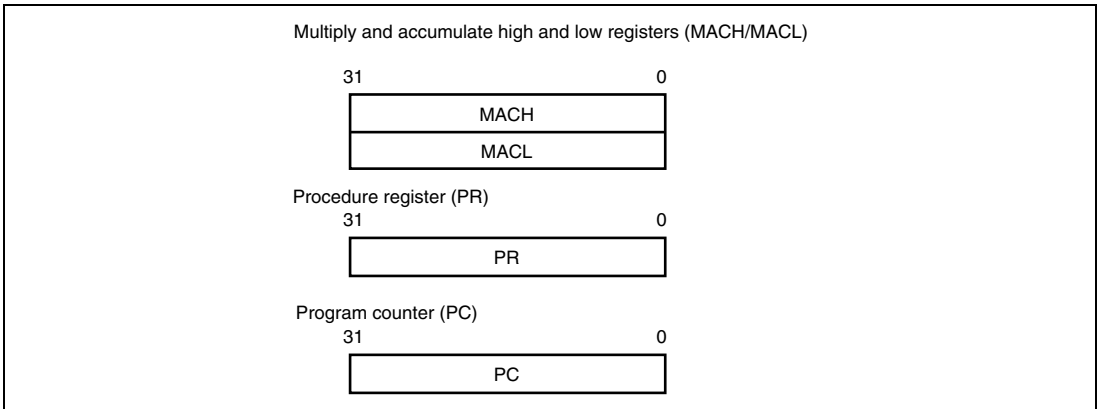 Multiply and accumulate high and low registers (MACH/MACL)
31 0
MACH
MACL
Procedure register (PR)
31 0
PR
Program counter (PC)
31 0
PC